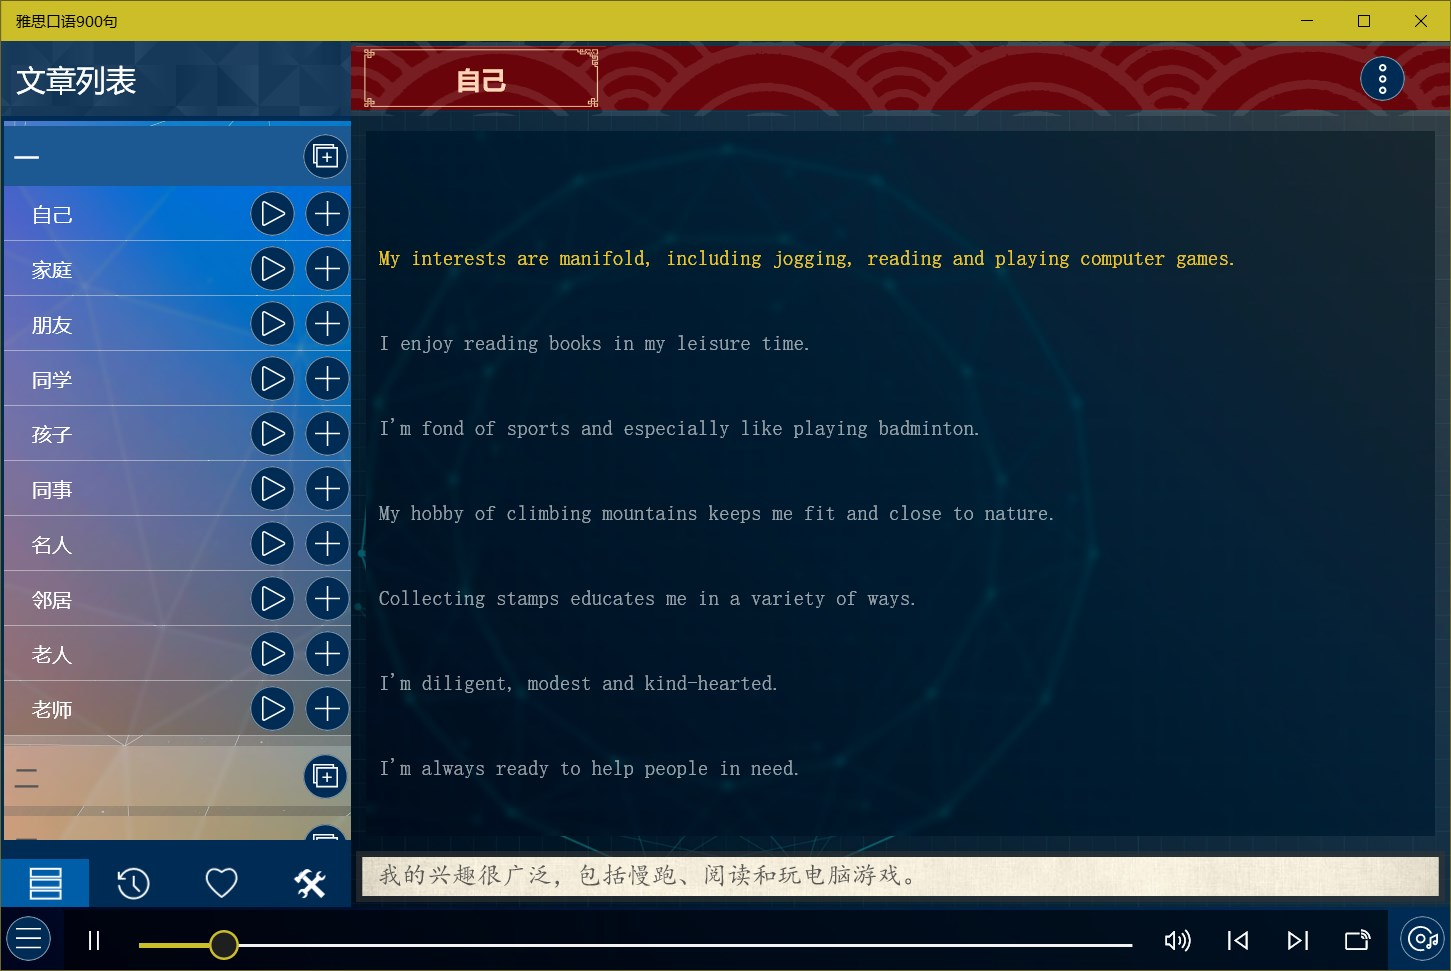 雅思口语900句
文章列表
自己
一
自己
家庭
朋友
同学
孩子
同事
名人
邻居
老人
老师
二
My interests are manifold, including jogging, reading and playing computer games.
I enjoy reading books in my leisure time.
I'm fond of sports and especially like playing badminton.
My hobby of climbing mountains keeps me fit and close to nature.
Collecting stamps educates me in a variety of ways.
I'm diligent, modest and kind-hearted.
I'm always ready to help people in need.
我的兴趣很广泛，包括慢跑、阅读和玩电脑游戏。